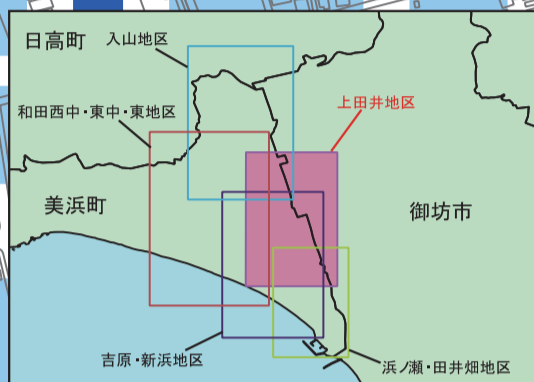 日高町
入山地区
和田西中・東中・東地区
上田井地区
美浜町
御坊市
吉原・新浜地区
浜ノ瀬・田井畑地区